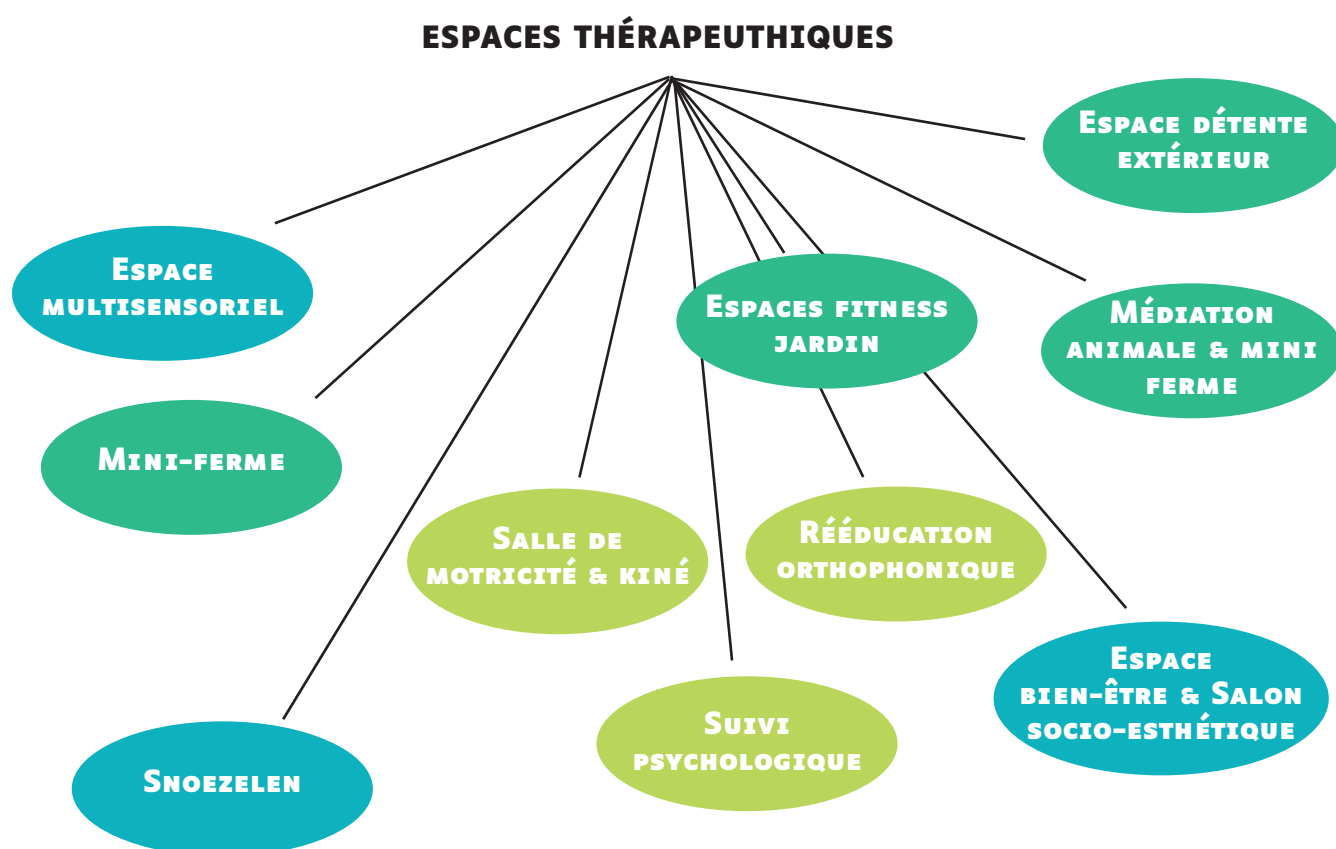 ESPACES THÉRAPEUTHIQUES
Espace détente
extérieur
Espace
multisensoriel
Espaces fitness
jardin
Médiation
animale & mini
ferme
Mini-ferme
Salle de
motricité & kiné
Rééducation
orthophonique
Espace
bien-être & Salon
socio-esthétique
Suivi
psychologique
Snoezelen